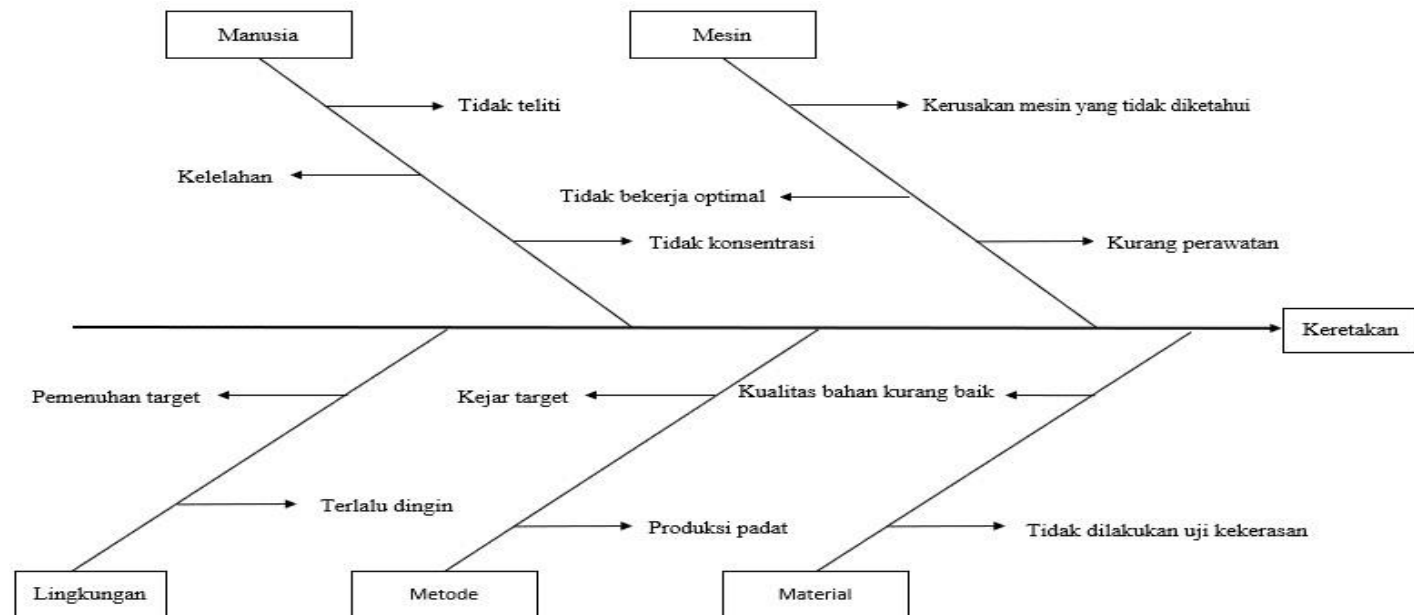 Manusia
Mesin
Tidak teliti
Kerusakan mesin yang tidak diketahui
Kelelahan
Tidak bekerja optimal
Tidak konsentrasi
Kurang perawatan
Keretakan
Pemenuhan target
Kejar target
Kualitas bahan kurang baik
Terlalu dingin
Produksi padat
Tidak dilakukan uji kekerasan
Lingkungan
Metode
Material